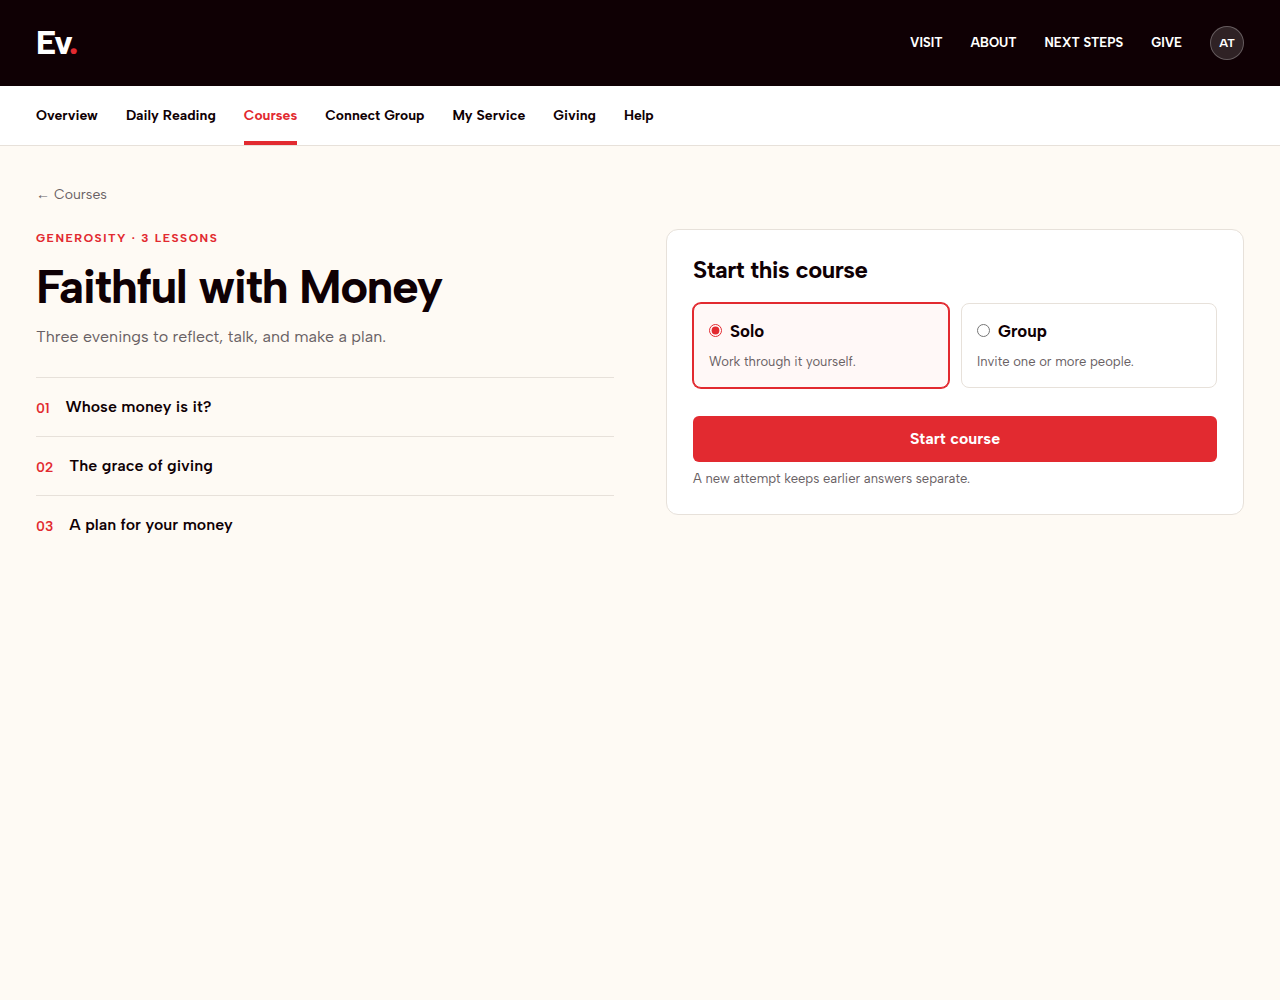 Ev.
VISIT ABOUT NEXT STEPS GIVE AT
Overview Daily Reading Courses Connect Group My Service Giving Help
← Courses
GENEROSITY · 3 LESSONS
Faithful with Money
Three evenings to reflect, talk, and make a plan.
01 Whose money is it?
02 The grace of giving
03 A plan for your money
Start this course
Solo
Work through it yourself.
Group
Invite one or more people.
Start course
A new attempt keeps earlier answers separate.